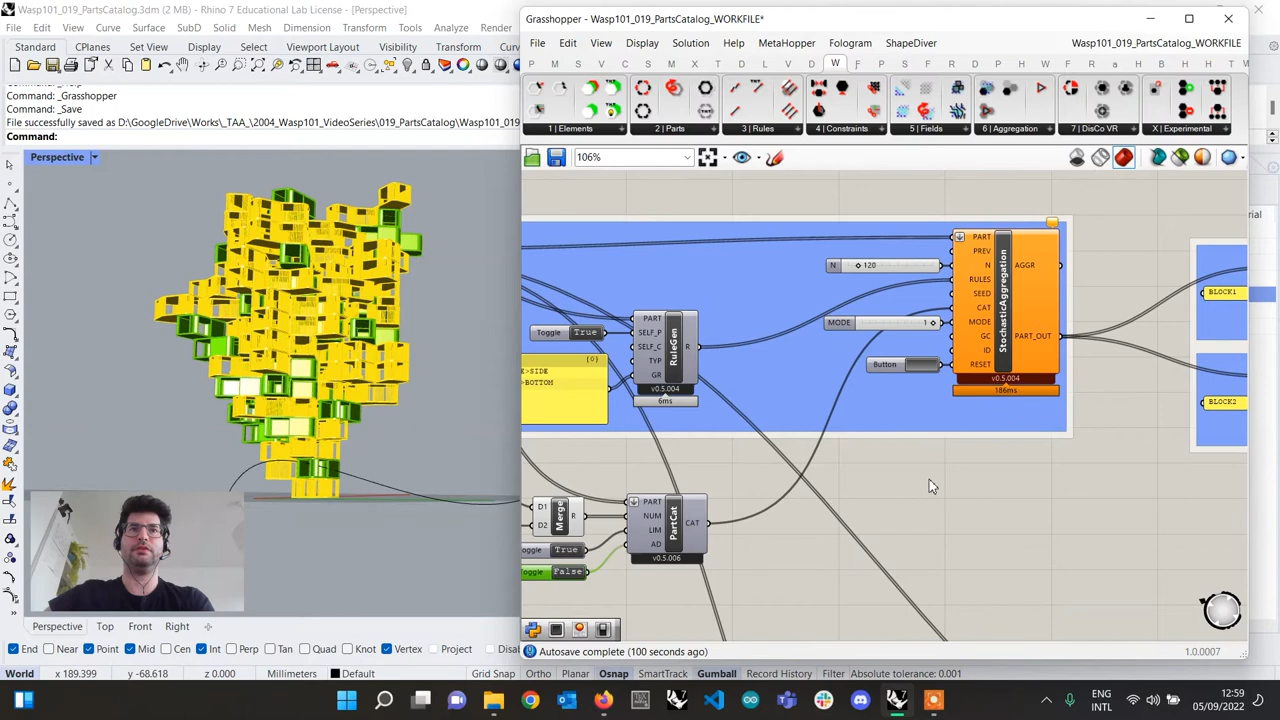 Wasp101_019_PartsCatalog.3dm (2 MB) - Rhino 7 Educational Lab License - [Perspective]
File Edit View Curve Surface SubD Solid Mesh Dimension Transform Tools Analyze
Standard CPlanes Set View Display Select Viewport Layout Visibility Transform
Command: _Grasshopper
Command: _Save
File successfully saved as D:\GoogleDrive\Works\_TAA_\2004_Wasp101_VideoSeries\019_PartsCatalog\Wasp101_019
Command:
Perspective
Grasshopper - Wasp101_019_PartsCatalog_WORKFILE*
File Edit View Display Solution Help MetaHopper Fologram ShapeDiver
Wasp101_019_PartsCatalog_WORKFILE
P M S I V S C M I T D W F P B L K E F R a f H H T
1 | Elements
2 | Parts
3 | Rules
4 | Constraints
5 | Fields
6 | Aggregation
7 | DisCo VR
X | Experimental
106%
PART
PREV
N
RULES
SEED
CAT
MODE
GC
ID
RESET
StochasticAggregation
AGGR
PART_OUT
v0.5.004
186ms
N 120
MODE 1
Button
Toggle True
PART
SELF_P
SELF_C
TYP
GR
RuleGen
R
v0.5.004
6ms
{0}
>SIDE
>BOTTOM
BLOCK1
BLOCK2
D1
D2
Merge
R
PART
NUM
LIM
AD
PartCat
CAT
v0.5.006
Toggle True
Toggle False
Autosave complete (100 seconds ago)
1.0.0007
Perspective Top Front Right
End Near Point Mid Cen Int Perp Tan Quad Knot Vertex Project
World x 189.399 y -68.618 z 0.000 Millimeters Default Grid Snap Ortho Planar Osnap SmartTrack Gumball Record History Filter Absolute tolerance: 0.001
ENG
INTL
12:59
05/09/2022